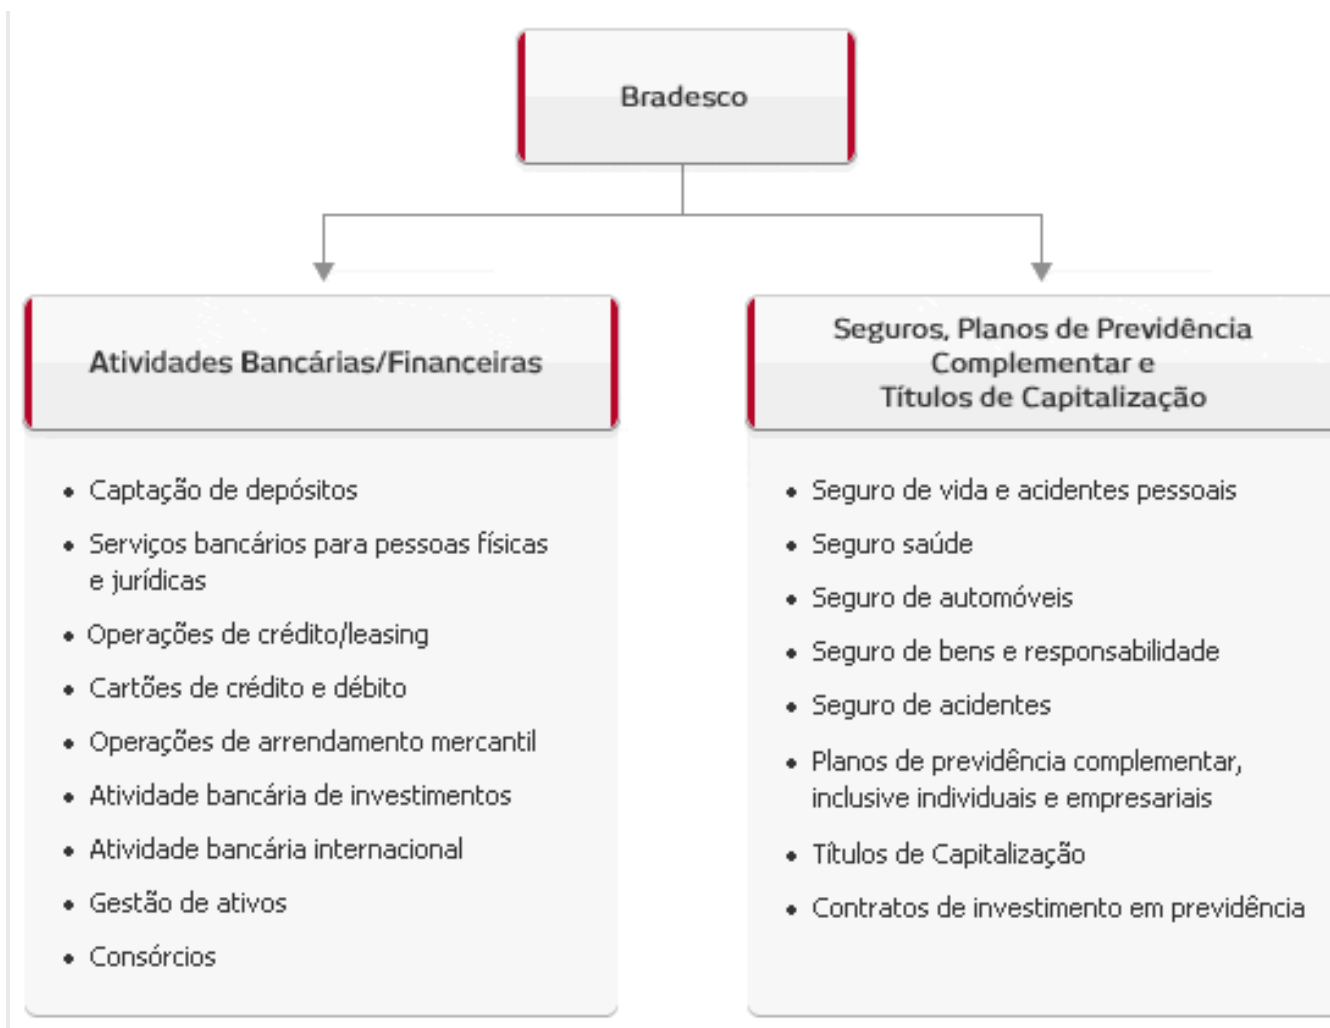 Bradesco
Atividades Bancárias/Financeiras
• Captação de depósitos
• Serviços bancários para pessoas físicas
e jurídicas
• Operações de crédito/leasing
• Cartões de crédito e débito
• Operações de arrendamento mercantil
• Atividade bancária de investimentos
• Atividade bancária internacional
• Gestão de ativos
• Consórcios
Seguros, Planos de Previdência
Complementar e
Títulos de Capitalização
• Seguro de vida e acidentes pessoais
• Seguro saúde
• Seguro de automóveis
• Seguro de bens e responsabilidade
• Seguro de acidentes
• Planos de previdência complementar,
inclusive individuais e empresariais
• Títulos de Capitalização
• Contratos de investimento em previdência